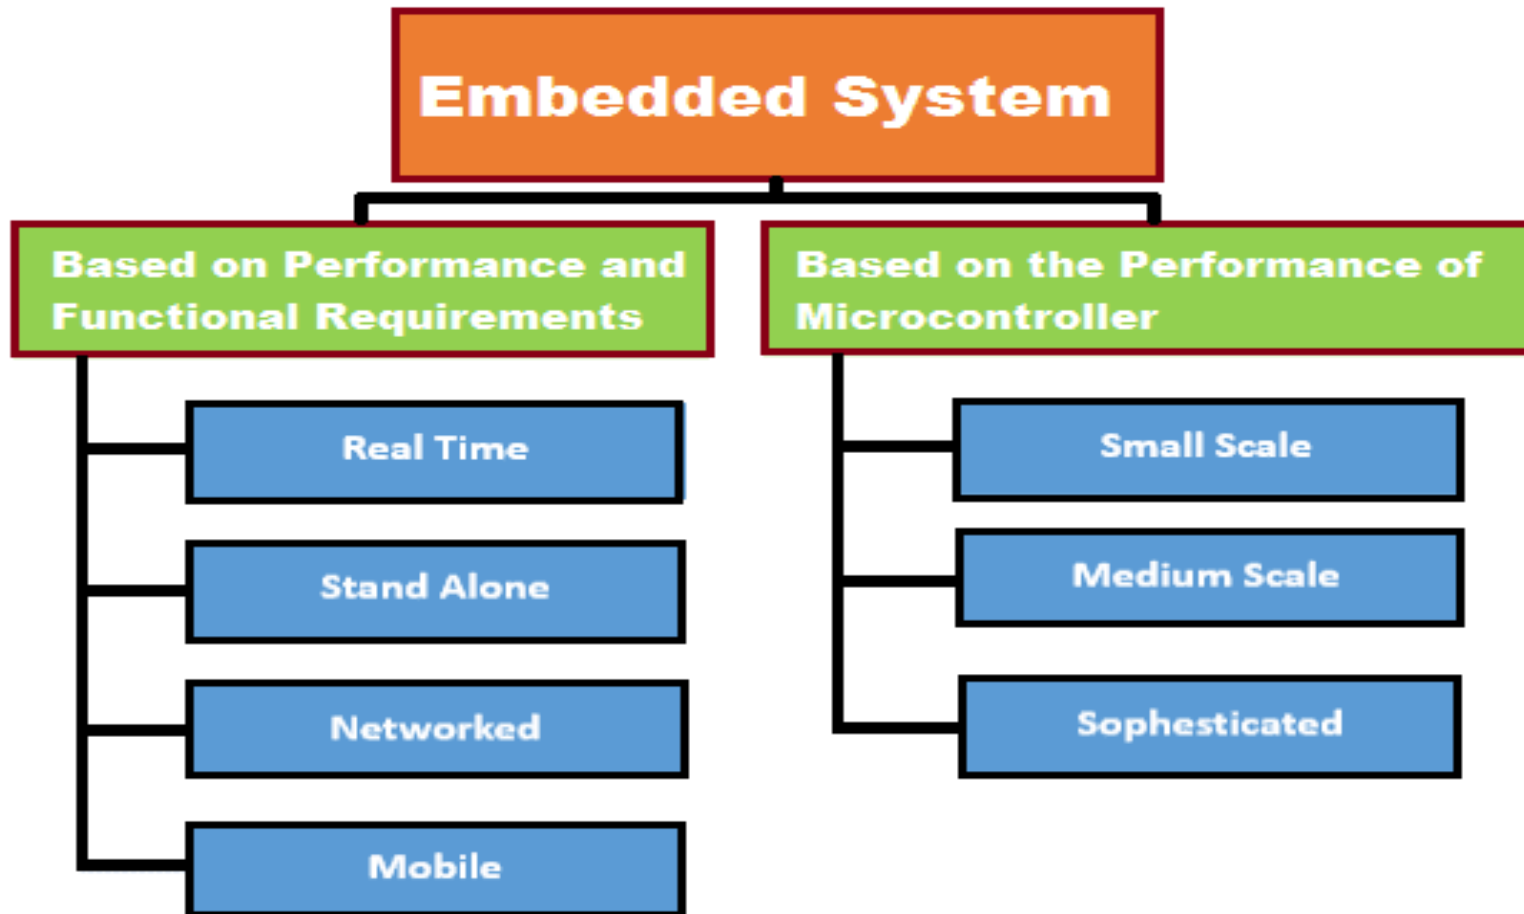 Embedded System
Based on Performance and
Functional Requirements
Real Time
Stand Alone
Networked
Mobile
Based on the Performance of
Microcontroller
Small Scale
Medium Scale
Sophesticated